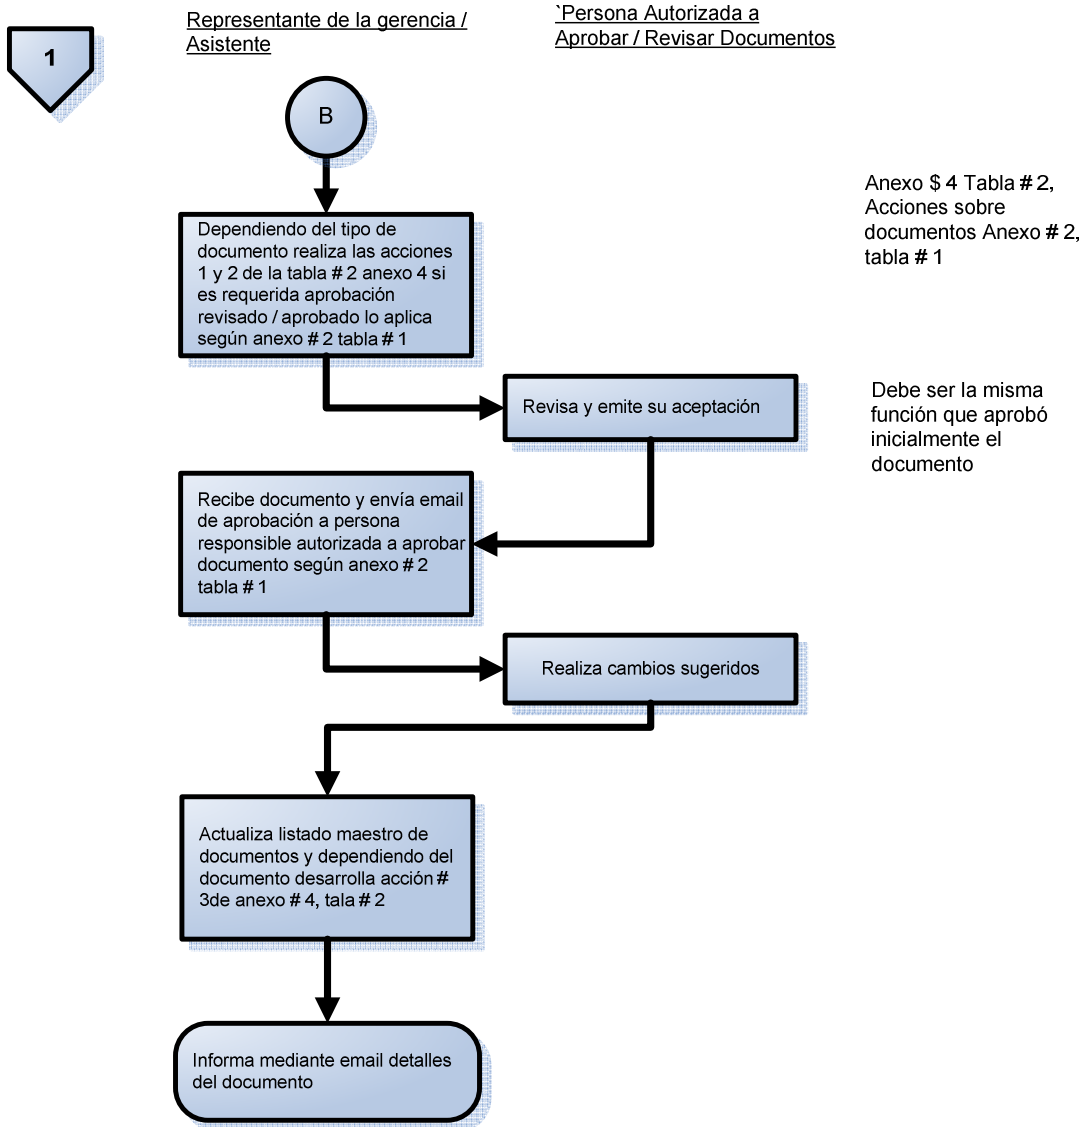 1
Representante de la gerencia /
Asistente
`Persona Autorizada a
Aprobar / Revisar Documentos
B
Dependiendo del tipo de
documento realiza las acciones
1 y 2 de la tabla # 2 anexo 4 si
es requerida aprobación
revisado / aprobado lo aplica
según anexo # 2 tabla # 1
Anexo $ 4 Tabla # 2,
Acciones sobre
documentos Anexo # 2,
tabla # 1
Revisa y emite su aceptación
Debe ser la misma
función que aprobó
inicialmente el
documento
Recibe documento y envía email
de aprobación a persona
responsible autorizada a aprobar
documento según anexo # 2
tabla # 1
Realiza cambios sugeridos
Actualiza listado maestro de
documentos y dependiendo del
documento desarrolla acción #
3de anexo # 4, tala # 2
Informa mediante email detalles
del documento